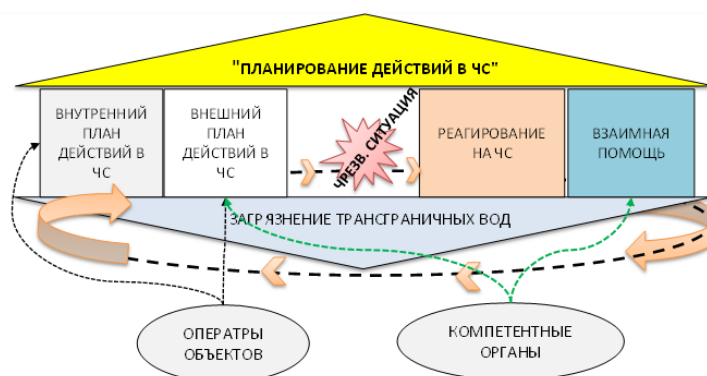 "ПЛАНИРОВАНИЕ ДЕЙСТВИЙ В ЧС"
ВНУТРЕННИЙ
ПЛАН
ДЕЙСТВИЙ В
ЧС
ВНЕШНИЙ
ПЛАН
ДЕЙСТВИЙ В
ЧС
ЧРЕЗВ. СИТУАЦИЯ
РЕАГИРОВАНИЕ
НА ЧС
ВЗАИМНАЯ
ПОМОЩЬ
ЗАГРЯЗНЕНИЕ ТРАНСГРАНИЧНЫХ ВОД
ОПЕРАТРЫ
ОБЪЕКТОВ
КОМПЕТЕНТНЫЕ
ОРГАНЫ